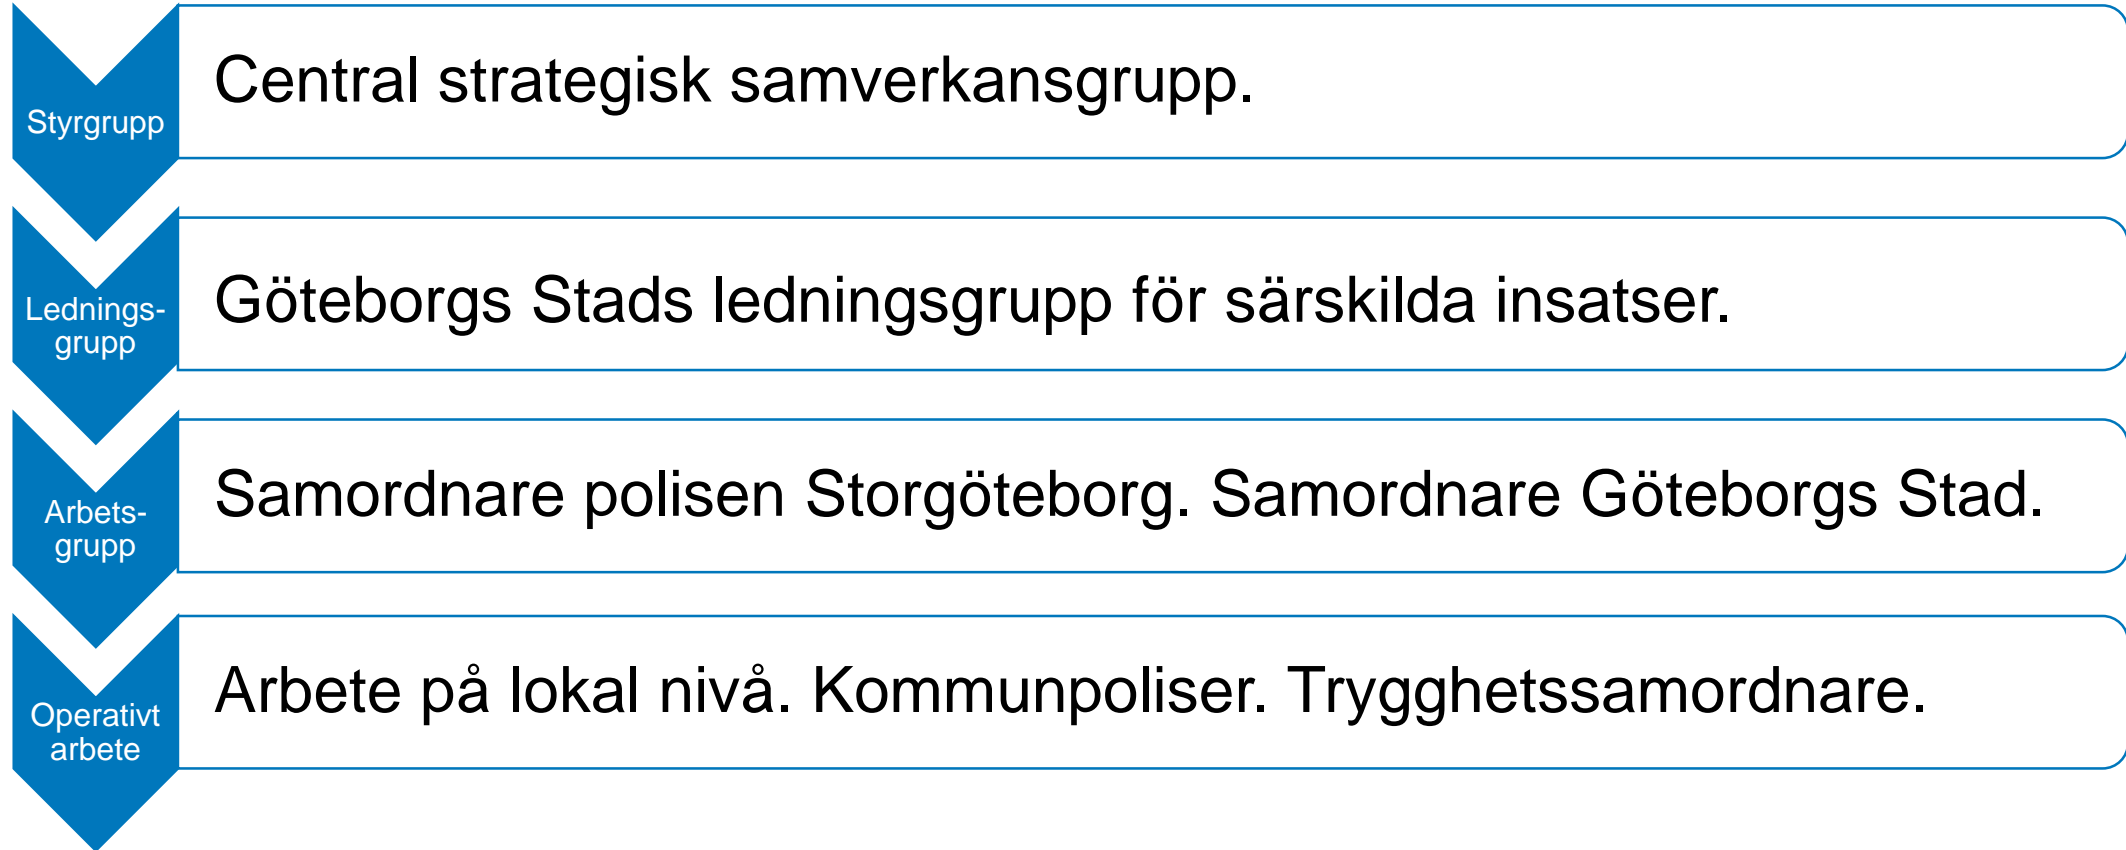 Styrgrupp
Central strategisk samverkansgrupp.
Lednings-
grupp
Göteborgs Stads ledningsgrupp för särskilda insatser.
Arbets-
grupp
Samordnare polisen Storgöteborg. Samordnare Göteborgs Stad.
Operativt
arbete
Arbete på lokal nivå. Kommunpoliser. Trygghetssamordnare.